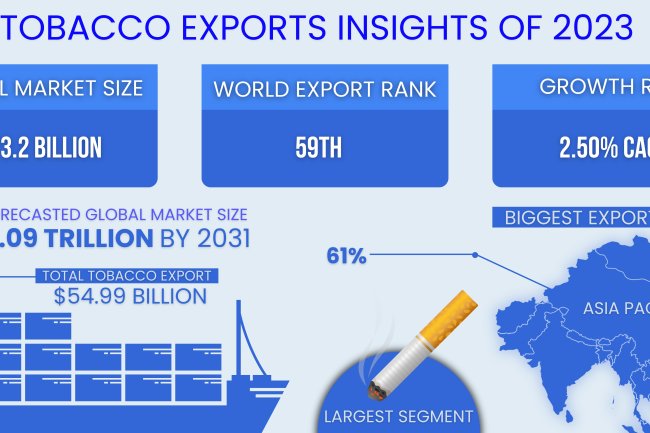 TOBACCO EXPORTS INSIGHTS OF 2023
L MARKET SIZE
3.2 BILLION
WORLD EXPORT RANK
59TH
GROWTH R
2.50% CAG
RECASTED GLOBAL MARKET SIZE
.09 TRILLION BY 2031
TOTAL TOBACCO EXPORT
$54.99 BILLION
61%
BIGGEST EXPORT
ASIA PAC
LARGEST SEGMENT